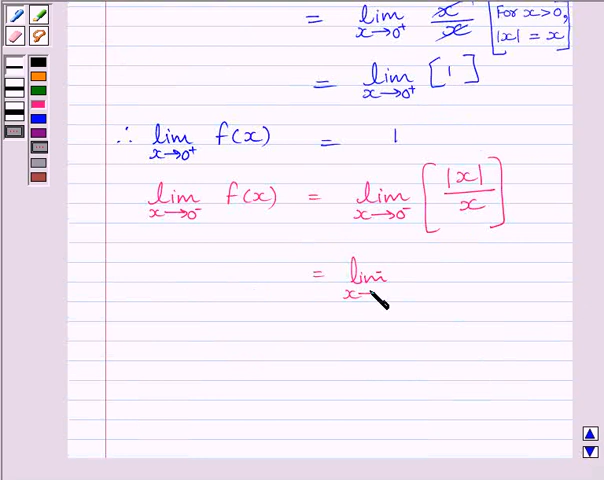 = lim x→0⁺ x/x [For x>0, |x| = x]
= lim x→0⁺ [1]
∴ lim x→0⁺ f(x) = 1
lim x→0⁻ f(x) = lim x→0⁻ [|x|/x]
= lim x→